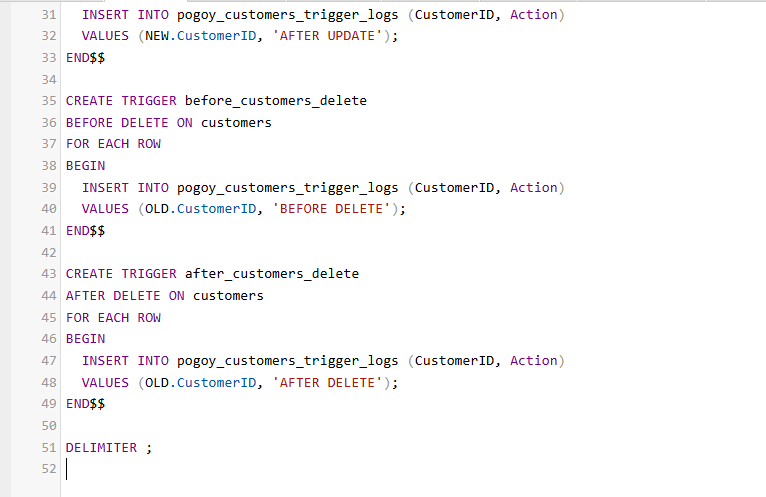 31 INSERT INTO pogoy_customers_trigger_logs (CustomerID, Action)
32 VALUES (NEW.CustomerID, 'AFTER UPDATE');
33 END$$
34
35 CREATE TRIGGER before_customers_delete
36 BEFORE DELETE ON customers
37 FOR EACH ROW
38 BEGIN
39 INSERT INTO pogoy_customers_trigger_logs (CustomerID, Action)
40 VALUES (OLD.CustomerID, 'BEFORE DELETE');
41 END$$
42
43 CREATE TRIGGER after_customers_delete
44 AFTER DELETE ON customers
45 FOR EACH ROW
46 BEGIN
47 INSERT INTO pogoy_customers_trigger_logs (CustomerID, Action)
48 VALUES (OLD.CustomerID, 'AFTER DELETE');
49 END$$
50
51 DELIMITER ;
52